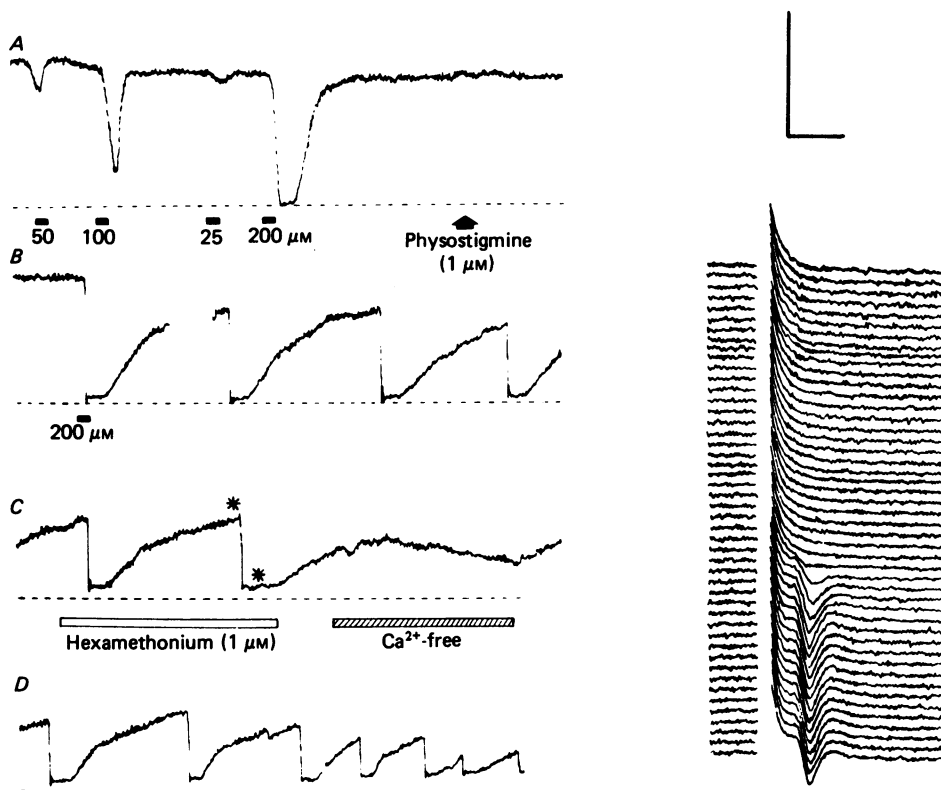 A
50 100 25 200 μM
Physostigmine
(1 μM)
B
200 μM
C
* *
Hexamethonium (1 μM)
Ca²⁺-free
D